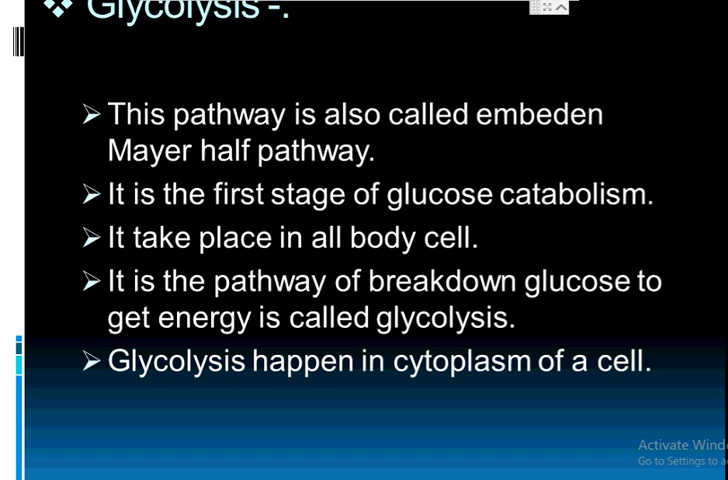 ❖ Glycolysis -:
➢ This pathway is also called embeden
Mayer half pathway.
➢ It is the first stage of glucose catabolism.
➢ It take place in all body cell.
➢ It is the pathway of breakdown glucose to
get energy is called glycolysis.
➢ Glycolysis happen in cytoplasm of a cell.
Activate Wind
Go to Settings to a